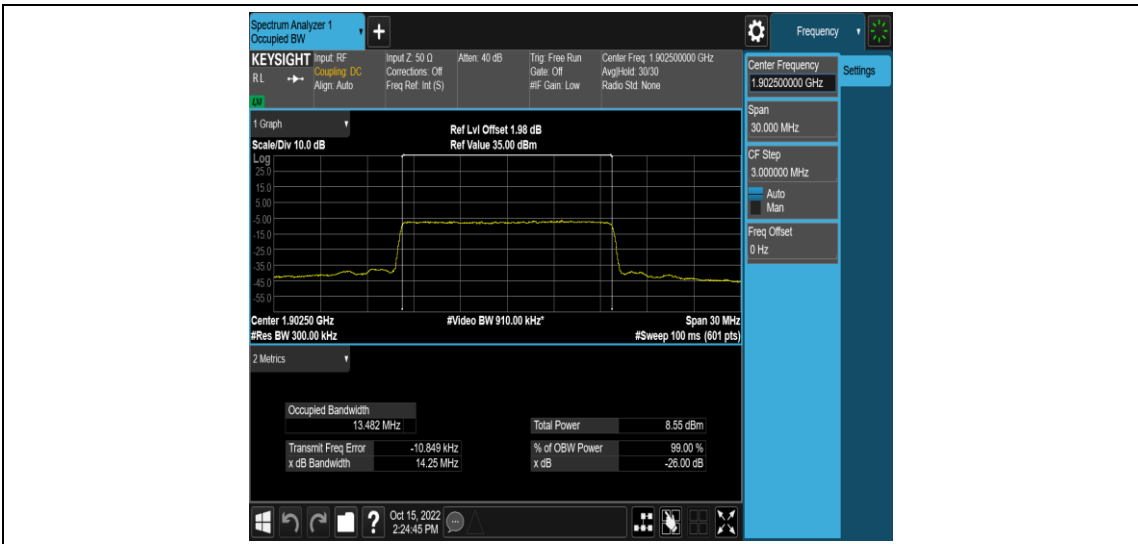 Spectrum Analyzer 1
Occupied BW
+
Frequency
KEYSIGHT
RL
LXI
Input: RF
Coupling: DC
Align: Auto
Input Z: 50 Ω
Corrections: Off
Freq Ref: Int (S)
Atten: 40 dB
Trig: Free Run
Gate: Off
#IF Gain: Low
Center Freq: 1.902500000 GHz
Avg|Hold: 30/30
Radio Std: None
Center Frequency
1.902500000 GHz
Settings
Span
30.000 MHz
CF Step
3.000000 MHz
Auto
Man
Freq Offset
0 Hz
1 Graph
Scale/Div 10.0 dB
Ref Lvl Offset 1.98 dB
Ref Value 35.00 dBm
Log
25.0
15.0
5.00
-5.00
-15.0
-25.0
-35.0
-45.0
-55.0
Center 1.90250 GHz
#Video BW 910.00 kHz*
Span 30 MHz
#Res BW 300.00 kHz
#Sweep 100 ms (601 pts)
2 Metrics
Occupied Bandwidth
13.482 MHz
Total Power 8.55 dBm
Transmit Freq Error -10.849 kHz
% of OBW Power 99.00 %
x dB Bandwidth 14.25 MHz
x dB -26.00 dB
?
Oct 15, 2022
2:24:45 PM